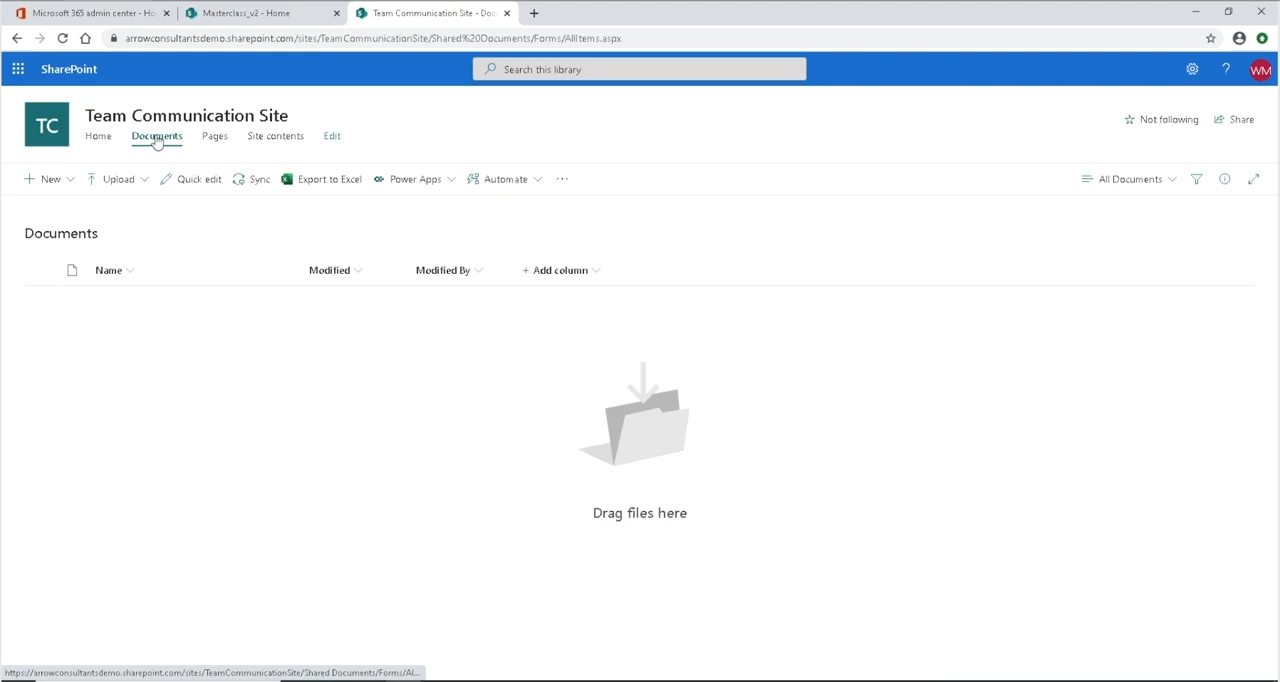 Microsoft 365 admin center - Ho
Masterclass_v2 - Home
Team Communication Site - Doc
arrowconsultantsdemo.sharepoint.com/sites/TeamCommunicationSite/Shared%20Documents/Forms/AllItems.aspx
SharePoint
Search this library
?
WM
TC
Team Communication Site
Home Documents Pages Site contents Edit
Not following Share
+ New Upload Quick edit Sync Export to Excel Power Apps Automate ...
All Documents
Documents
Name Modified Modified By + Add column
Drag files here
https://arrowconsultantsdemo.sharepoint.com/sites/TeamCommunicationSite/Shared Documents/Forms/Al...